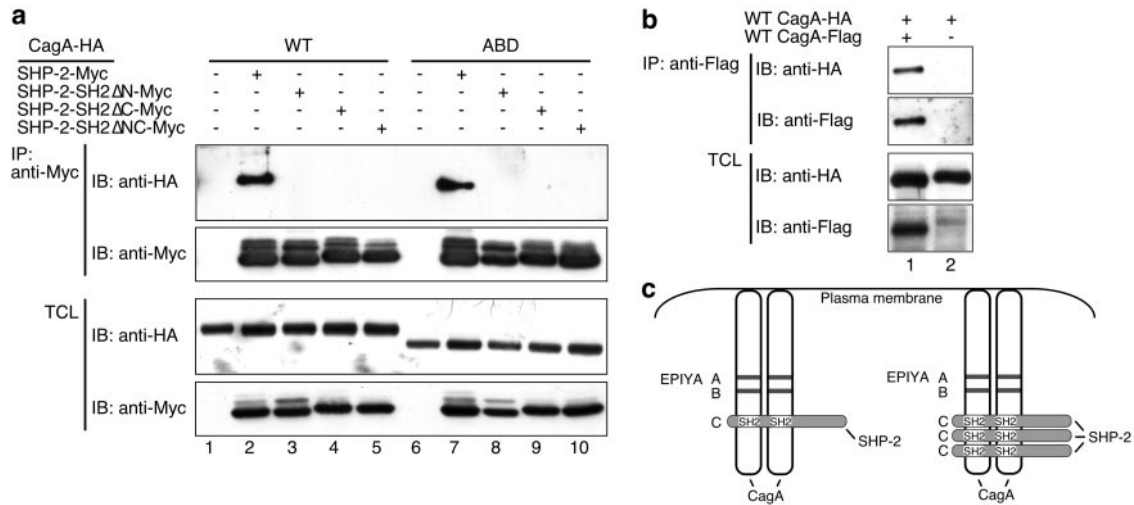 a
CagA-HA WT ABD
SHP-2-Myc - + - - - - + - - -
SHP-2-SH2ΔN-Myc - - + - - - - + - -
SHP-2-SH2ΔC-Myc - - - + - - - - + -
SHP-2-SH2ΔNC-Myc - - - - + - - - - +
IP:
anti-Myc
IB: anti-HA
IB: anti-Myc
TCL
IB: anti-HA
IB: anti-Myc
1 2 3 4 5 6 7 8 9 10
b
WT CagA-HA + +
WT CagA-Flag + -
IP: anti-Flag
IB: anti-HA
IB: anti-Flag
TCL
IB: anti-HA
IB: anti-Flag
1 2
c
Plasma membrane
EPIYA A
B
C SH2 SH2
SHP-2
CagA
A
B
C SH2 SH2
C SH2 SH2
C SH2 SH2
SHP-2
CagA